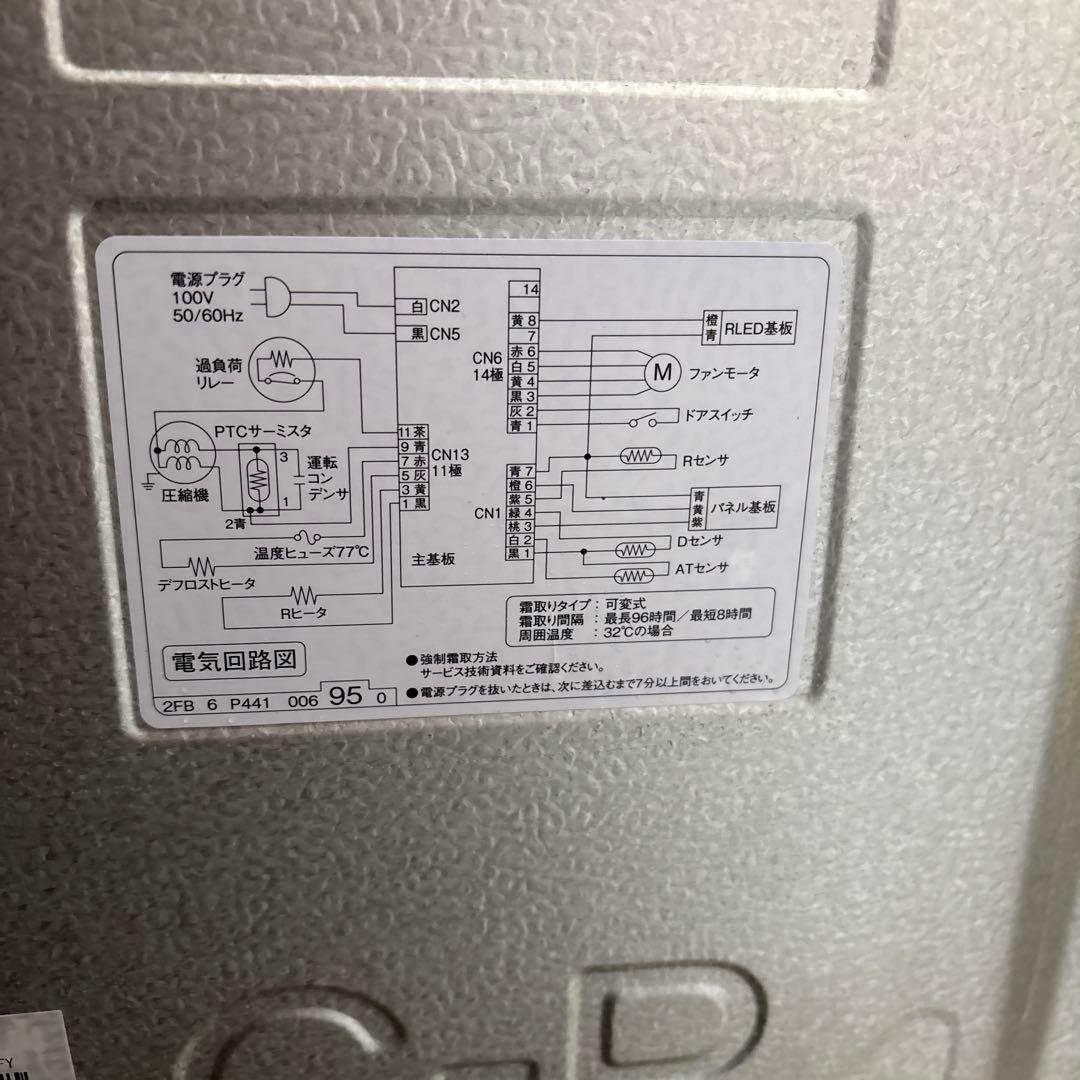 電源プラグ
100V
50/60Hz
白 CN2
黒 CN5
過負荷
リレー
PTCサーミスタ
3
1
2青
運転
コン
デンサ
圧縮機
温度ヒューズ77℃
デフロストヒータ
Rヒータ
11 茶
9 青
7 赤
5 灰
3 黄
1 黒
CN13
11極
主基板
14
黄 8
7
赤 6
白 5
黄 4
黒 3
灰 2
青 1
CN6
14極
青 7
橙 6
紫 5
緑 4
桃 3
白 2
黒 1
CN1
橙
青
RLED基板
M
ファンモータ
ドアスイッチ
Rセンサ
青
黄
紫
パネル基板
Dセンサ
ATセンサ
霜取りタイプ：可変式
霜取り間隔：最長96時間／最短8時間
周囲温度：32℃の場合
電気回路図
●強制霜取方法
サービス技術資料をご確認ください。
●電源プラグを抜いたときは、次に差込むまで7分以上間をおいてください。
2FB 6 P441 006 95 0